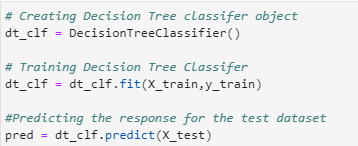 # Creating Decision Tree classifer object
dt_clf = DecisionTreeClassifier()
# Training Decision Tree Classifer
dt_clf = dt_clf.fit(X_train,y_train)
#Predicting the response for the test dataset
pred = dt_clf.predict(X_test)